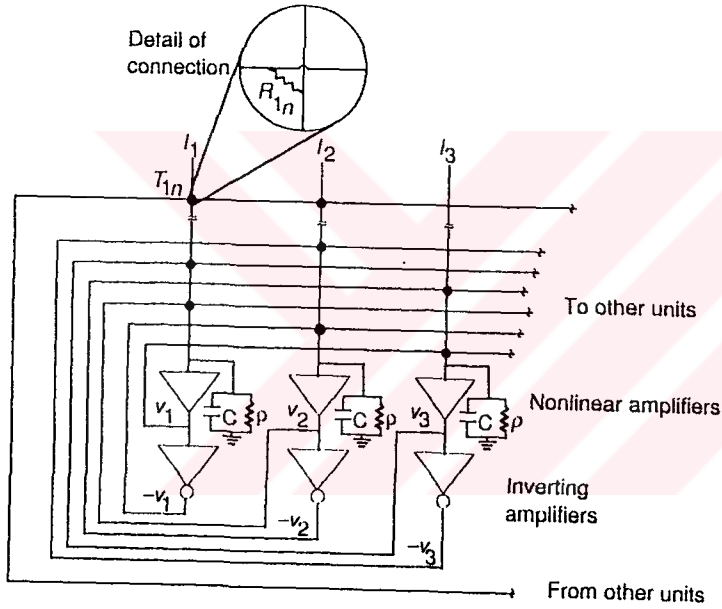 Detail of
connection
R1n
I1
I2
I3
T1n
To other units
v1
C
ρ
v2
C
ρ
v3
C
ρ
Nonlinear amplifiers
-v1
-v2
-v3
Inverting
amplifiers
From other units